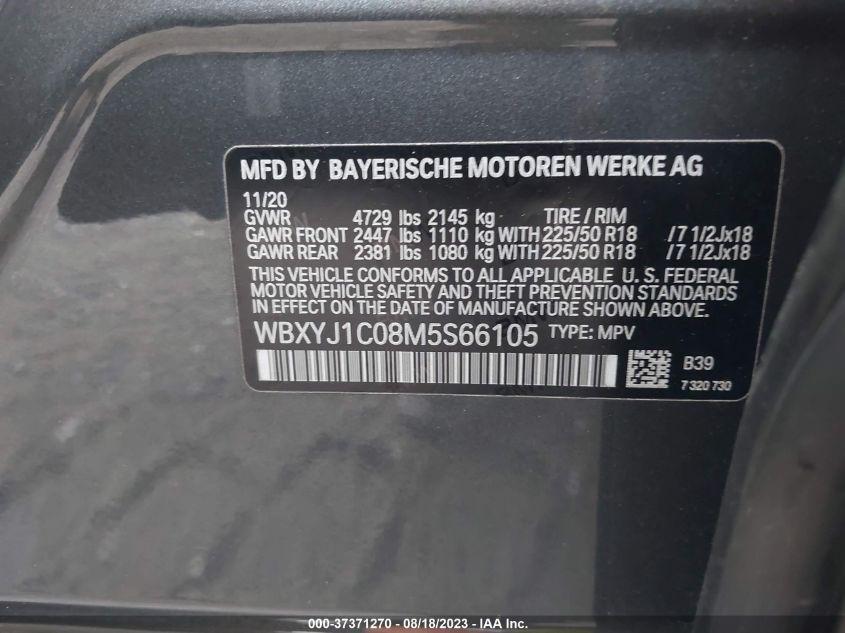 MFD BY BAYERISCHE MOTOREN WERKE AG
11/20
GVWR 4729 lbs 2145 kg TIRE / RIM
GAWR FRONT 2447 lbs 1110 kg WITH 225/50 R18 /7 1/2Jx18
GAWR REAR 2381 lbs 1080 kg WITH 225/50 R18 /7 1/2Jx18
THIS VEHICLE CONFORMS TO ALL APPLICABLE U. S. FEDERAL
MOTOR VEHICLE SAFETY AND THEFT PREVENTION STANDARDS
IN EFFECT ON THE DATE OF MANUFACTURE SHOWN ABOVE.
WBXYJ1C08M5S66105 TYPE: MPV
B39
7 320 730
000-37371270 - 08/18/2023 - IAA Inc.